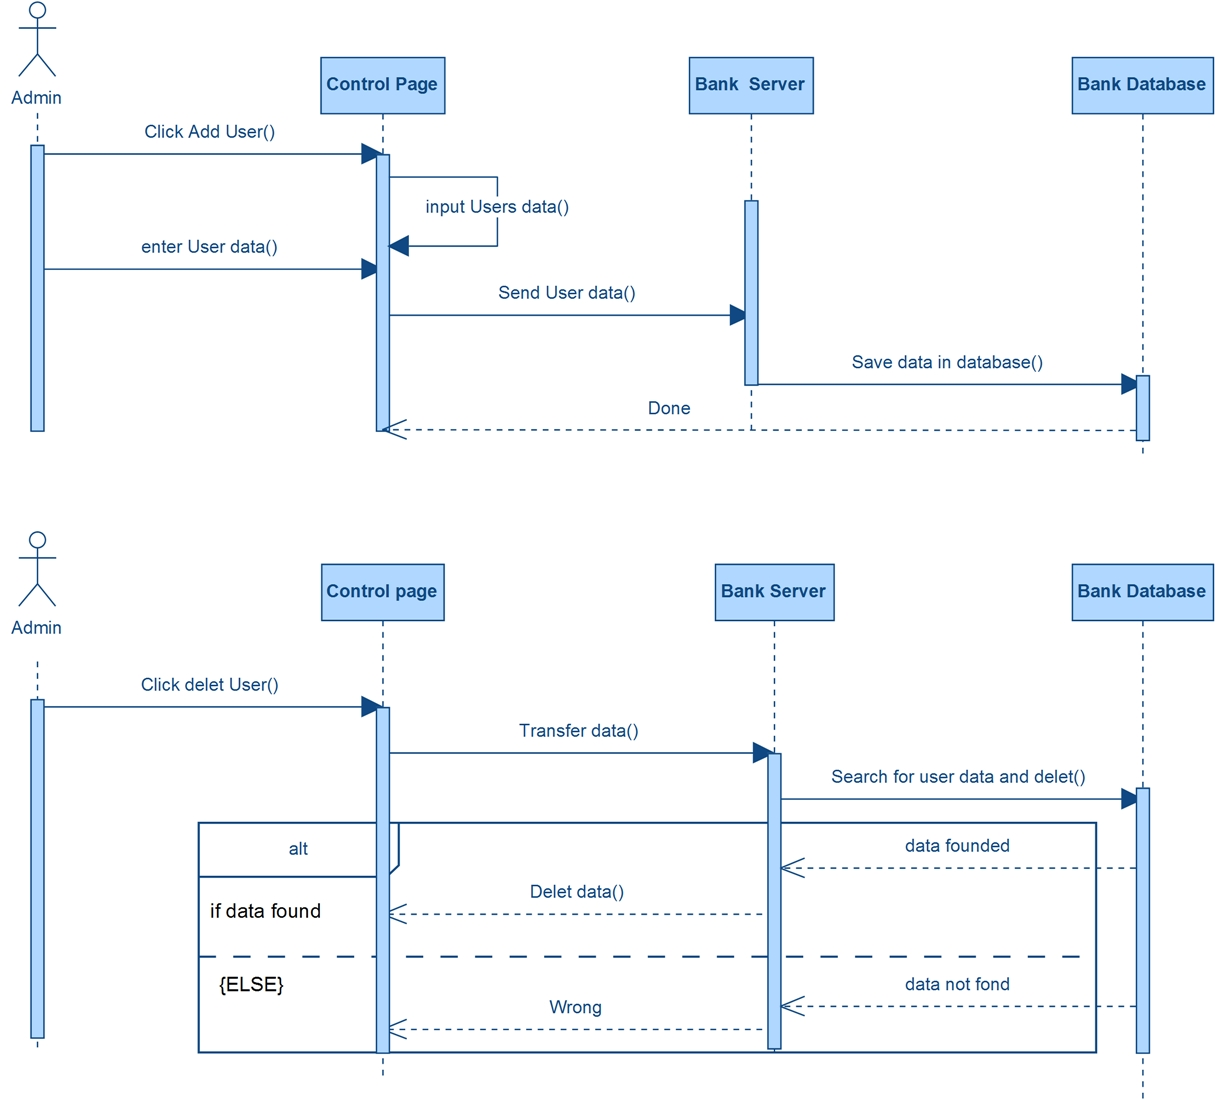 Admin
Control Page
Bank  Server
Bank Database
Click Add User()
input Users data()
enter User data()
Send User data()
Save data in database()
Done
Admin
Control page
Bank Server
Bank Database
Click delet User()
Transfer data()
Search for user data and delet()
alt
data founded
Delet data()
if data found
{ELSE}
data not fond
Wrong